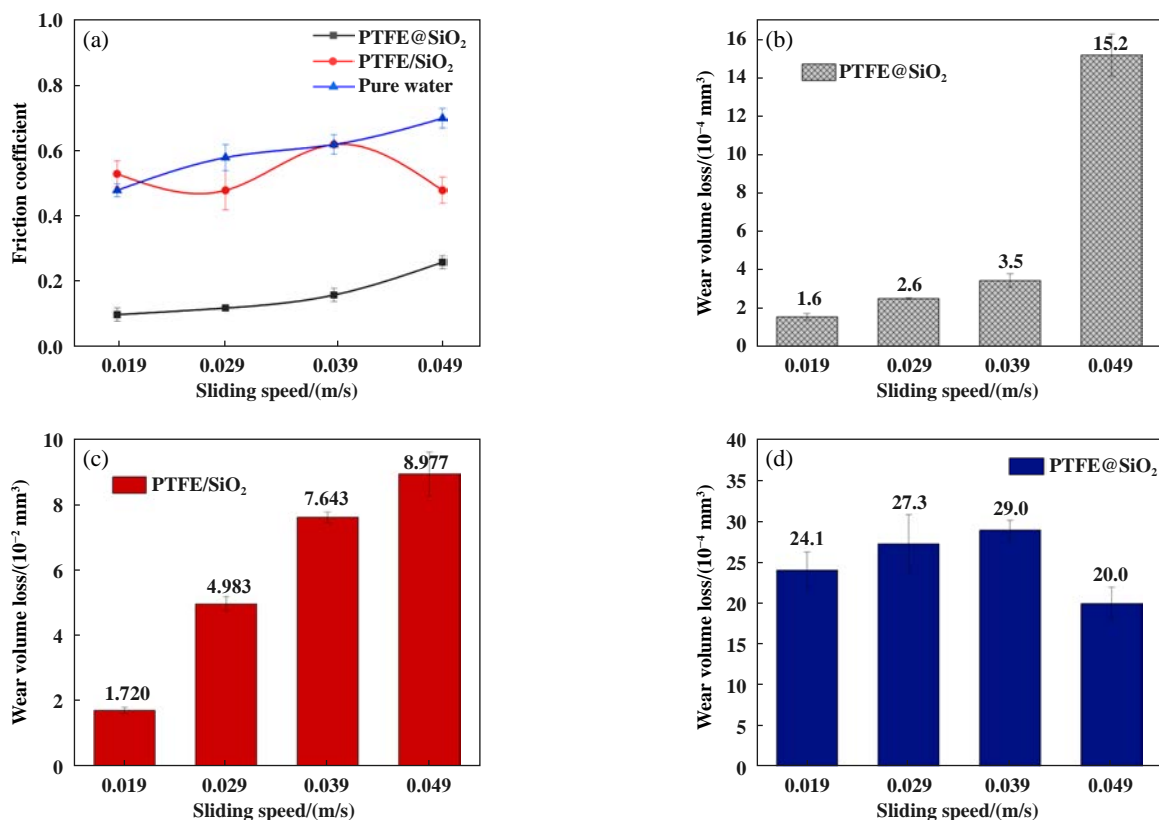 (a)
PTFE@SiO₂
PTFE/SiO₂
Pure water
1.0
0.8
0.6
0.4
0.2
0.0
Friction coefficient
0.019 0.029 0.039 0.049
Sliding speed/(m/s)
(b)
PTFE@SiO₂
16
14
12
10
8
6
4
2
0
Wear volume loss/(10⁻⁴ mm³)
1.6 2.6 3.5 15.2
0.019 0.029 0.039 0.049
Sliding speed/(m/s)
(c)
PTFE/SiO₂
10
8
6
4
2
0
Wear volume loss/(10⁻² mm³)
1.720 4.983 7.643 8.977
0.019 0.029 0.039 0.049
Sliding speed/(m/s)
(d)
PTFE@SiO₂
40
35
30
25
20
15
10
5
0
Wear volume loss/(10⁻⁴ mm³)
24.1 27.3 29.0 20.0
0.019 0.029 0.039 0.049
Sliding speed/(m/s)